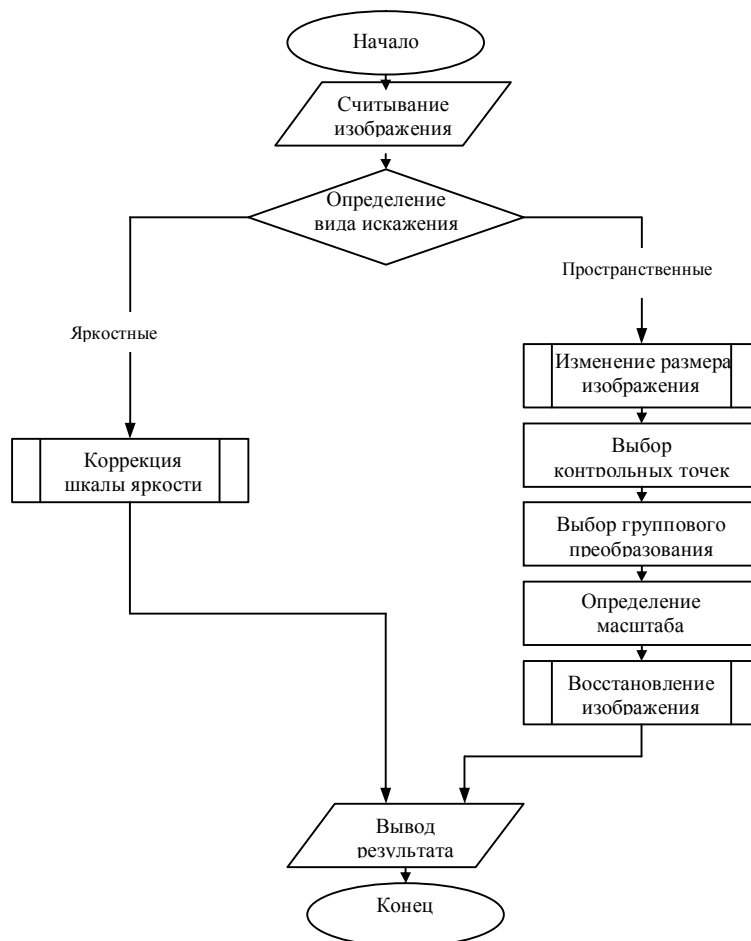 Начало
Считывание
изображения
Определение
вида искажения
Пространственные
Яркостные
Изменение размера
изображения
Коррекция
шкалы яркости
Выбор
контрольных точек
Выбор группового
преобразования
Определение
масштаба
Восстановление
изображения
Вывод
результата
Конец